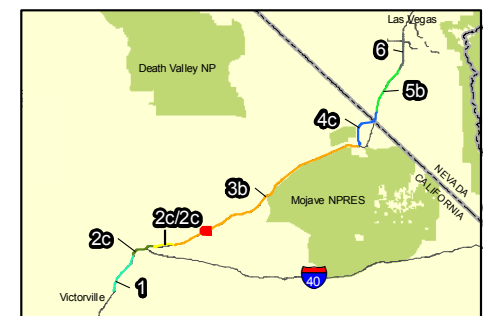 Las Vegas
6
Death Valley NP
5b
4c
NEVADA
CALIFORNIA
3b
Mojave NPRES
2c/2c
2c
40
1
Victorville